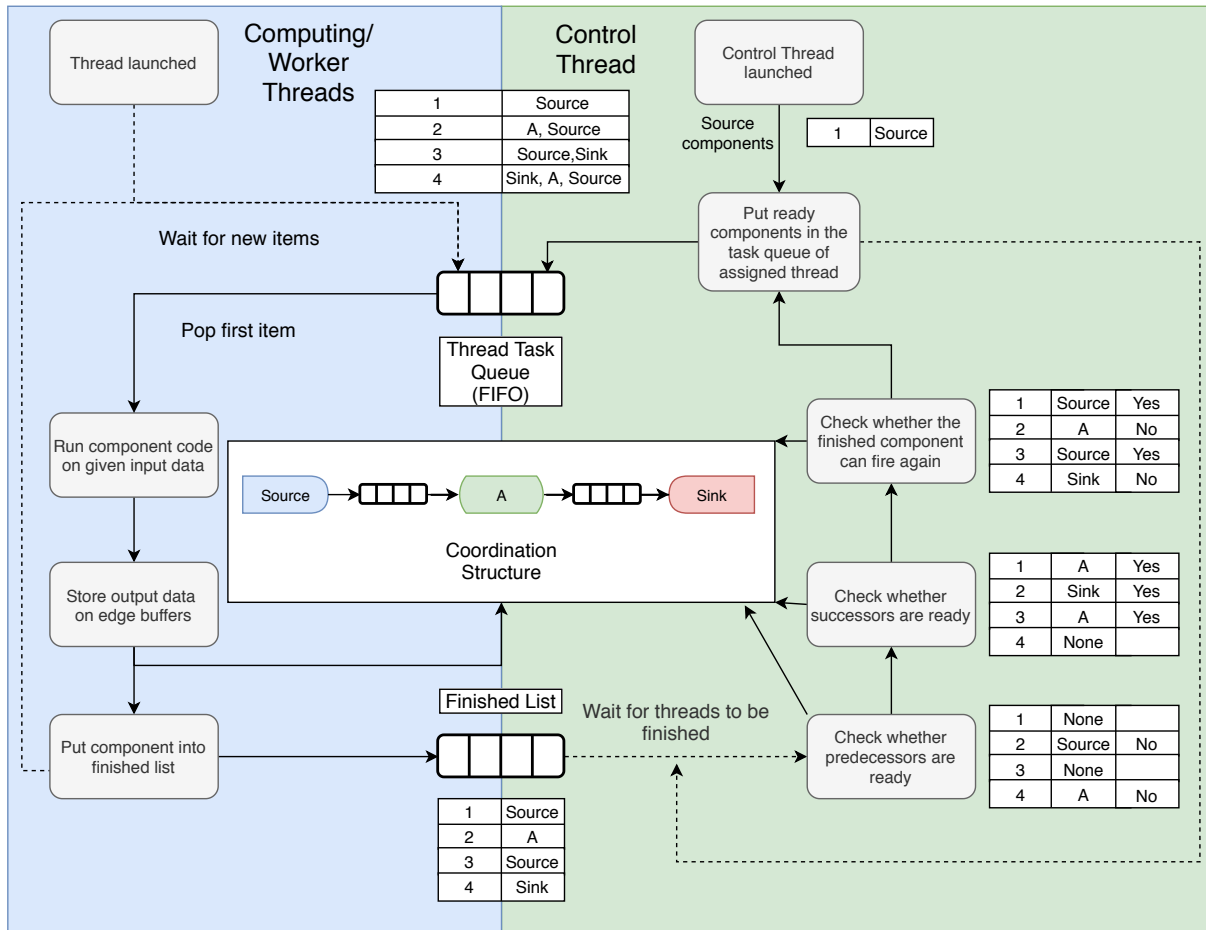 Computing/
Worker
Threads
Control
Thread
Thread launched
Control Thread
launched
1 Source
2 A, Source
3 Source,Sink
4 Sink, A, Source
Source
components
1 Source
Put ready
components in the
task queue of
assigned thread
Wait for new items
Pop first item
Thread Task
Queue
(FIFO)
Run component code
on given input data
Check whether the
finished component
can fire again
1 Source Yes
2 A No
3 Source Yes
4 Sink No
Source
A
Sink
Coordination
Structure
Store output data
on edge buffers
Check whether
successors are ready
1 A Yes
2 Sink Yes
3 A Yes
4 None
Finished List
Wait for threads to be
finished
Put component into
finished list
Check whether
predecessors are
ready
1 None
2 Source No
3 None
4 A No
1 Source
2 A
3 Source
4 Sink